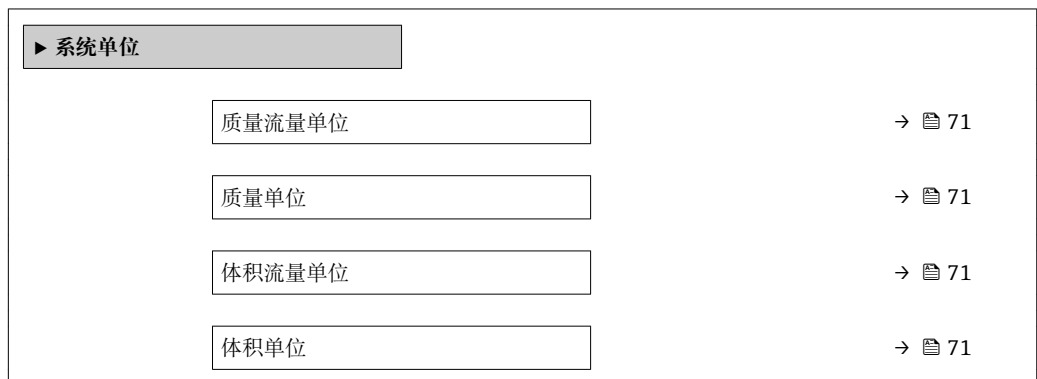 ▶ 系统单位
质量流量单位 → 🖺 71
质量单位 → 🖺 71
体积流量单位 → 🖺 71
体积单位 → 🖺 71